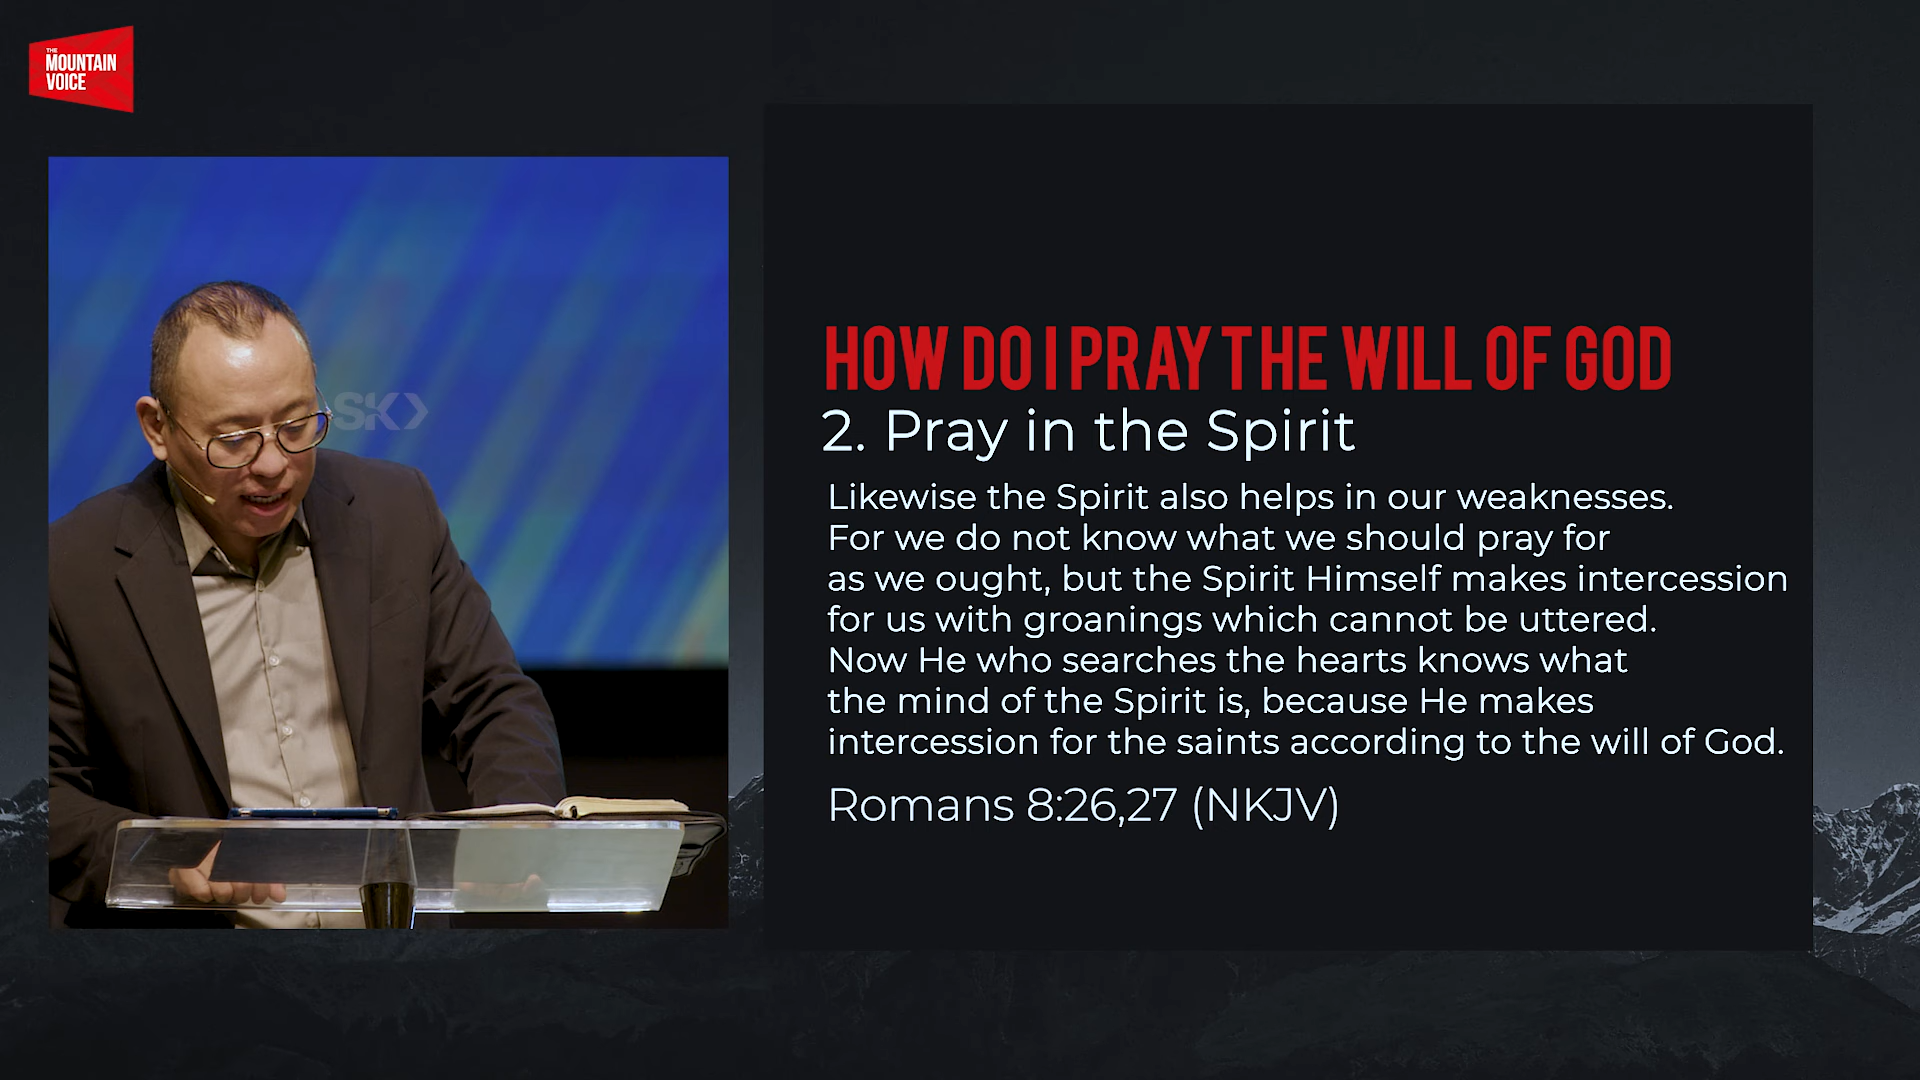 THE
MOUNTAIN
VOICE
SK
HOW DO I PRAY THE WILL OF GOD
2. Pray in the Spirit
Likewise the Spirit also helps in our weaknesses.
For we do not know what we should pray for
as we ought, but the Spirit Himself makes intercession
for us with groanings which cannot be uttered.
Now He who searches the hearts knows what
the mind of the Spirit is, because He makes
intercession for the saints according to the will of God.
Romans 8:26,27 (NKJV)